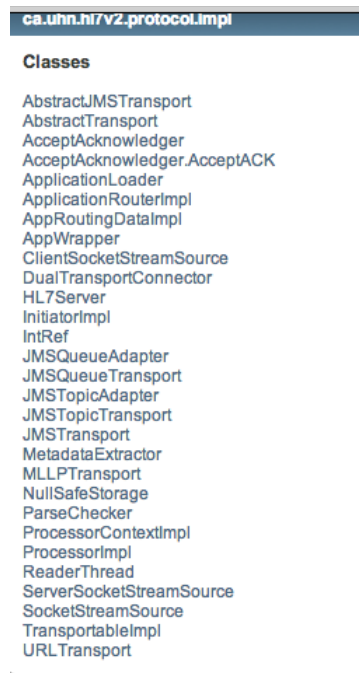 ca.uhn.hl7v2.protocol.impl
Classes
AbstractJMSTransport
AbstractTransport
AcceptAcknowledger
AcceptAcknowledger.AcceptACK
ApplicationLoader
ApplicationRouterImpl
AppRoutingDataImpl
AppWrapper
ClientSocketStreamSource
DualTransportConnector
HL7Server
InitiatorImpl
IntRef
JMSQueueAdapter
JMSQueueTransport
JMSTopicAdapter
JMSTopicTransport
JMSTransport
MetadataExtractor
MLLPTransport
NullSafeStorage
ParseChecker
ProcessorContextImpl
ProcessorImpl
ReaderThread
ServerSocketStreamSource
SocketStreamSource
TransportableImpl
URLTransport